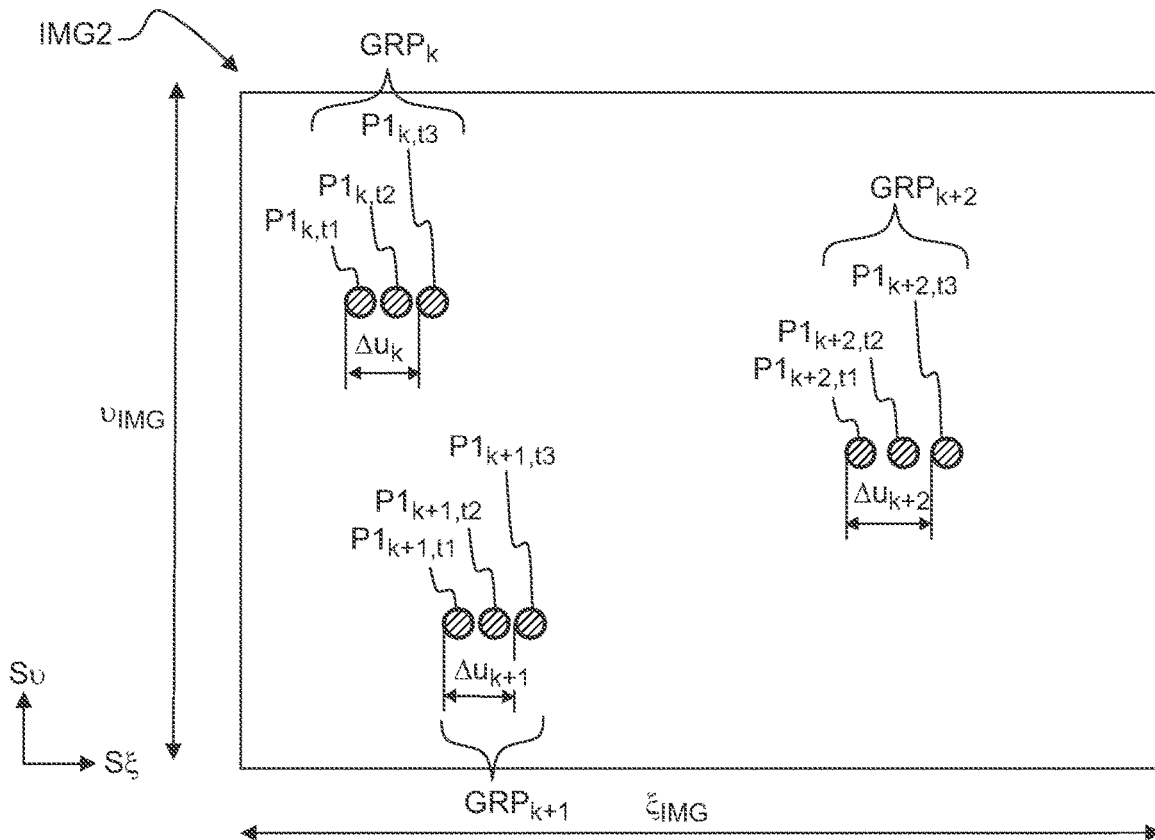 IMG2
GRPk
P1k,t3
P1k,t2
P1k,t1
Δuk
GRPk+2
P1k+2,t3
P1k+2,t2
P1k+2,t1
Δuk+2
υIMG
P1k+1,t3
P1k+1,t2
P1k+1,t1
Δuk+1
Sυ
Sξ
GRPk+1
ξIMG